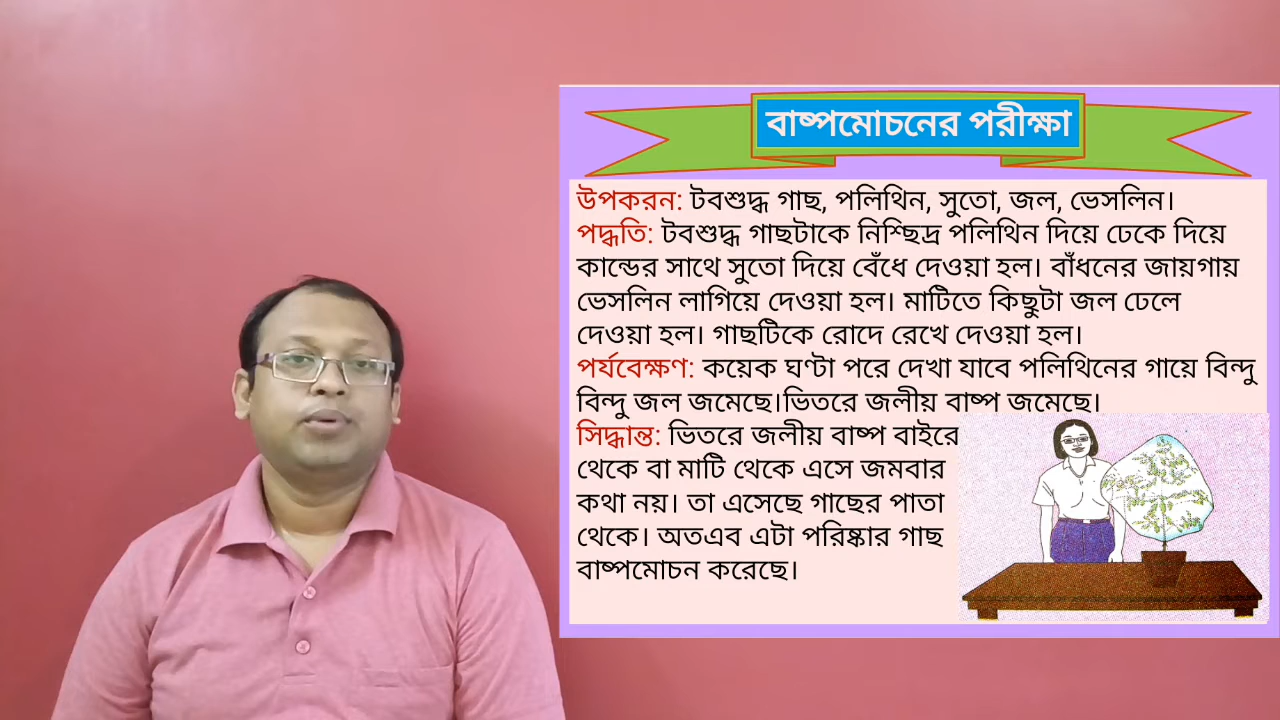 বাষ্পমোচনের পরীক্ষা
উপকরন: টবশুদ্ধ গাছ, পলিথিন, সুতো, জল, ভেসলিন।
পদ্ধতি: টবশুদ্ধ গাছটাকে নিশ্ছিদ্র পলিথিন দিয়ে ঢেকে দিয়ে
কান্ডের সাথে সুতো দিয়ে বেঁধে দেওয়া হল। বাঁধনের জায়গায়
ভেসলিন লাগিয়ে দেওয়া হল। মাটিতে কিছুটা জল ঢেলে
দেওয়া হল। গাছটিকে রোদে রেখে দেওয়া হল।
পর্যবেক্ষণ: কয়েক ঘণ্টা পরে দেখা যাবে পলিথিনের গায়ে বিন্দু
বিন্দু জল জমেছে।ভিতরে জলীয় বাষ্প জমেছে।
সিদ্ধান্ত: ভিতরে জলীয় বাষ্প বাইরে
থেকে বা মাটি থেকে এসে জমবার
কথা নয়। তা এসেছে গাছের পাতা
থেকে। অতএব এটা পরিষ্কার গাছ
বাষ্পমোচন করেছে।